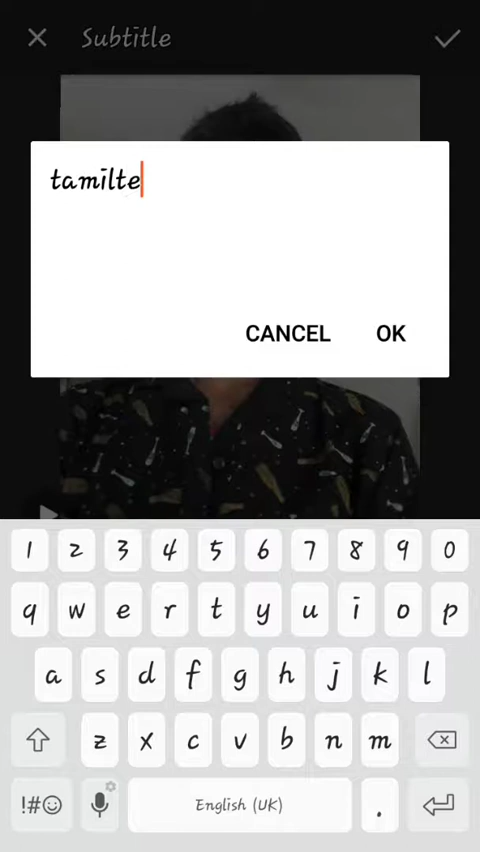 Subtitle
tamilte
CANCEL OK
1 2 3 4 5 6 7 8 9 0
q w e r t y u i o p
a s d f g h j k l
z x c v b n m
!#☺ English (UK) .